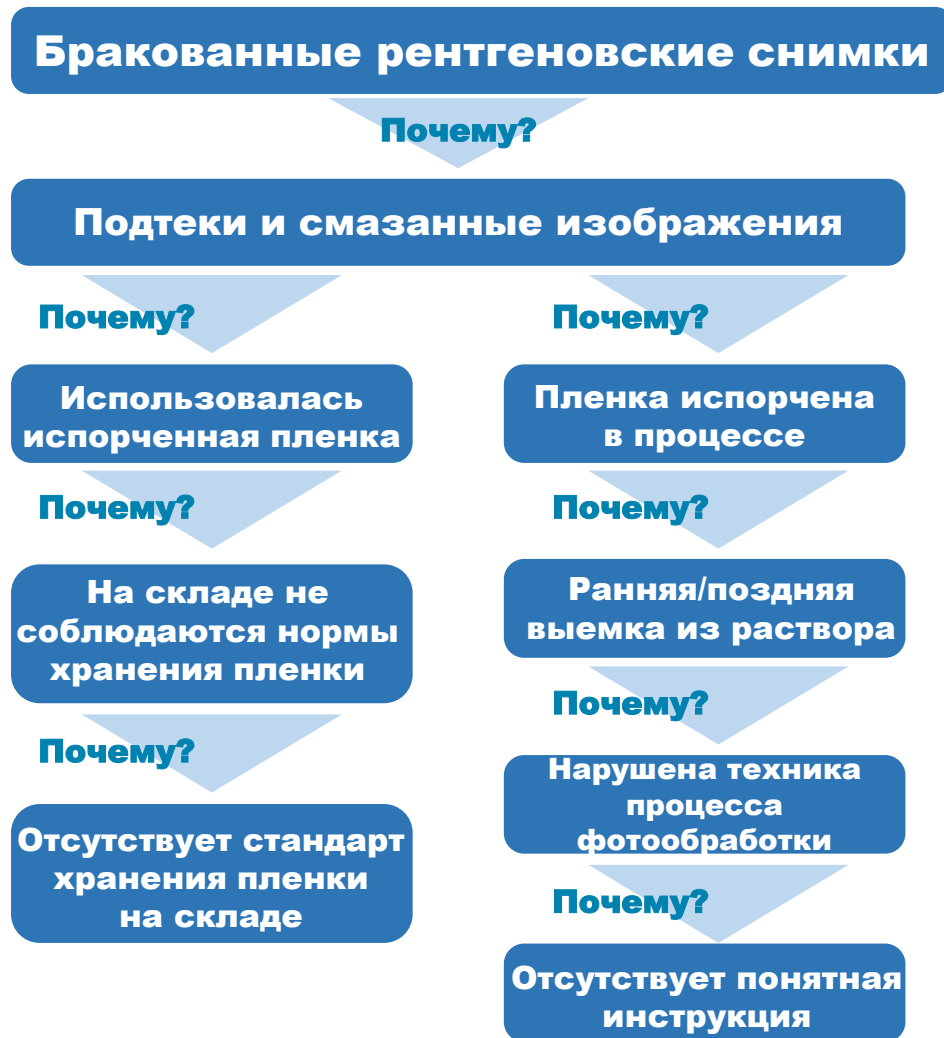 Бракованные рентгеновские снимки
Почему?
Подтеки и смазанные изображения
Почему?
Использовалась
испорченная пленка
Почему?
На складе не
соблюдаются нормы
хранения пленки
Почему?
Отсутствует стандарт
хранения пленки
на складе
Почему?
Пленка испорчена
в процессе
Почему?
Ранняя/поздняя
выемка из раствора
Почему?
Нарушена техника
процесса
фотообработки
Почему?
Отсутствует понятная
инструкция